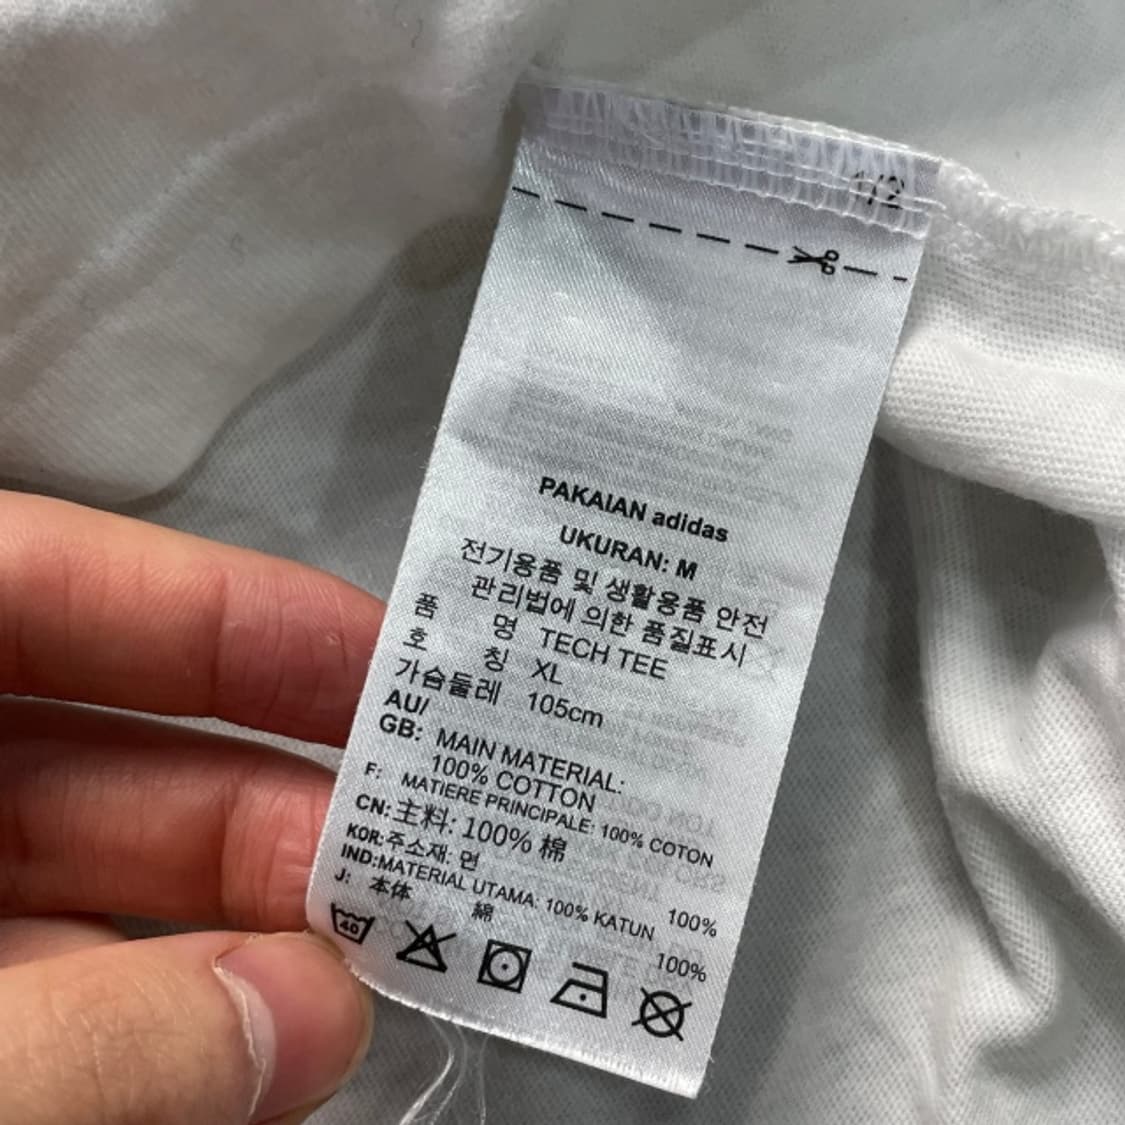 1/2
PAKAIAN adidas
UKURAN: M
전기용품 및 생활용품 안전
관리법에 의한 품질표시
품 명 TECH TEE
호 칭 XL
가슴둘레 105cm
AU/
GB: MAIN MATERIAL:
100% COTTON
F: MATIERE PRINCIPALE: 100% COTON
CN:主料: 100% 棉
KOR:주소재: 면 100%
IND:MATERIAL UTAMA: 100% KATUN
J: 本体 綿 100%
40